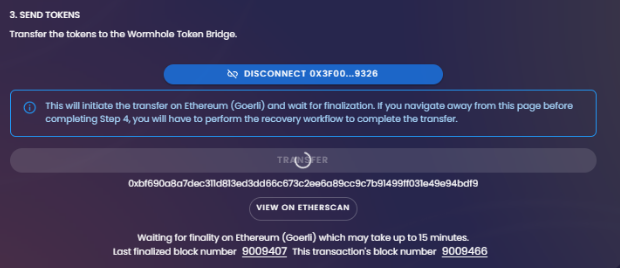 3. SEND TOKENS
Transfer the tokens to the Wormhole Token Bridge.
DISCONNECT 0X3F00...9326
This will initiate the transfer on Ethereum (Goerli) and wait for finalization. If you navigate away from this page before
completing Step 4, you will have to perform the recovery workflow to complete the transfer.
TRANSFER
0xbf690a8a7dec311d813ed3dd66c673c2ee6a89cc9c7b91499ff031e49e94bdf9
VIEW ON ETHERSCAN
Waiting for finality on Ethereum (Goerli) which may take up to 15 minutes.
Last finalized block number 9009407 This transaction's block number 9009466